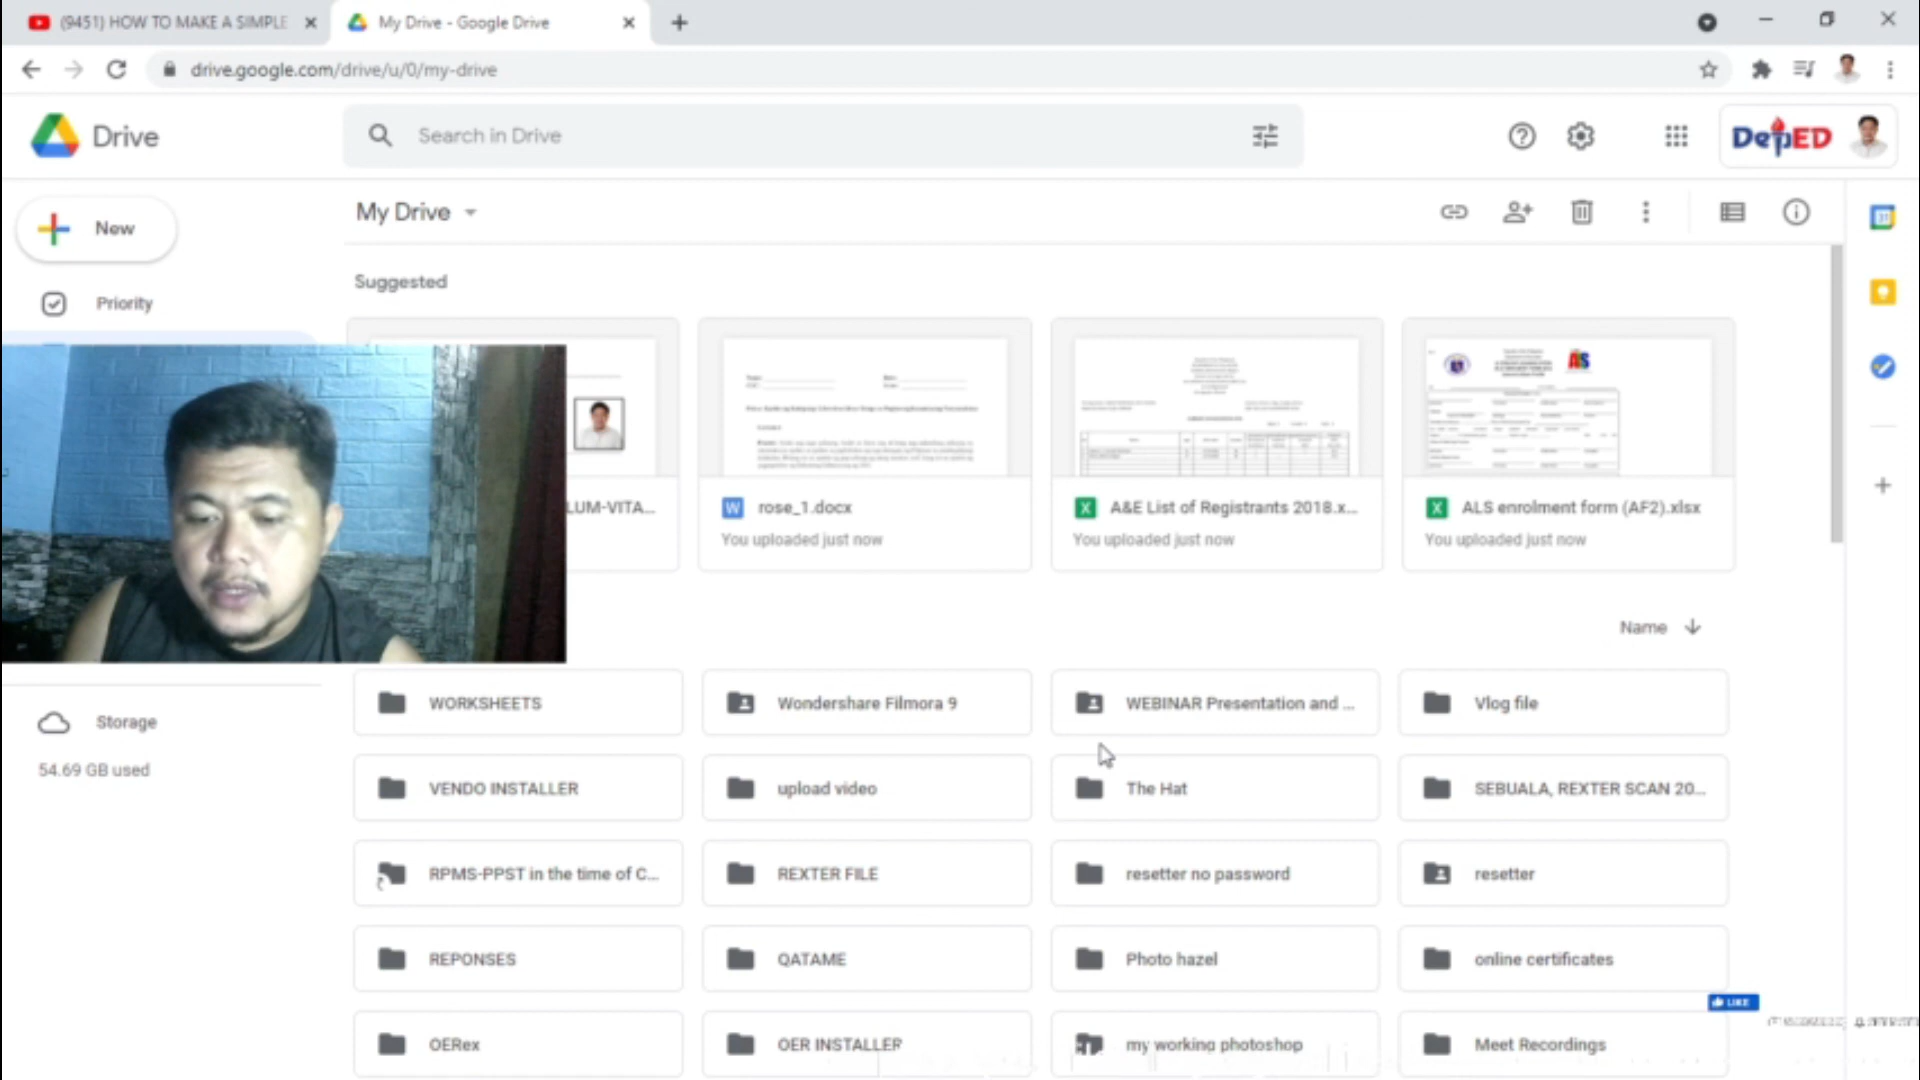 (9451) HOW TO MAKE A SIMPLE
My Drive - Google Drive
drive.google.com/drive/u/0/my-drive
Drive
Search in Drive
DepED
New
My Drive
Priority
Suggested
LUM-VITA...
rose_1.docx
A&E List of Registrants 2018.x...
ALS enrolment form (AF2).xlsx
You uploaded just now
You uploaded just now
You uploaded just now
Name
WORKSHEETS
Wondershare Filmora 9
WEBINAR Presentation and ...
Vlog file
Storage
54.69 GB used
VENDO INSTALLER
upload video
The Hat
SEBUALA, REXTER SCAN 20...
RPMS-PPST in the time of C...
REXTER FILE
resetter no password
resetter
REPONSES
QATAME
Photo hazel
online certificates
LIKE
OERex
OER INSTALLER
my working photoshop
Meet Recordings